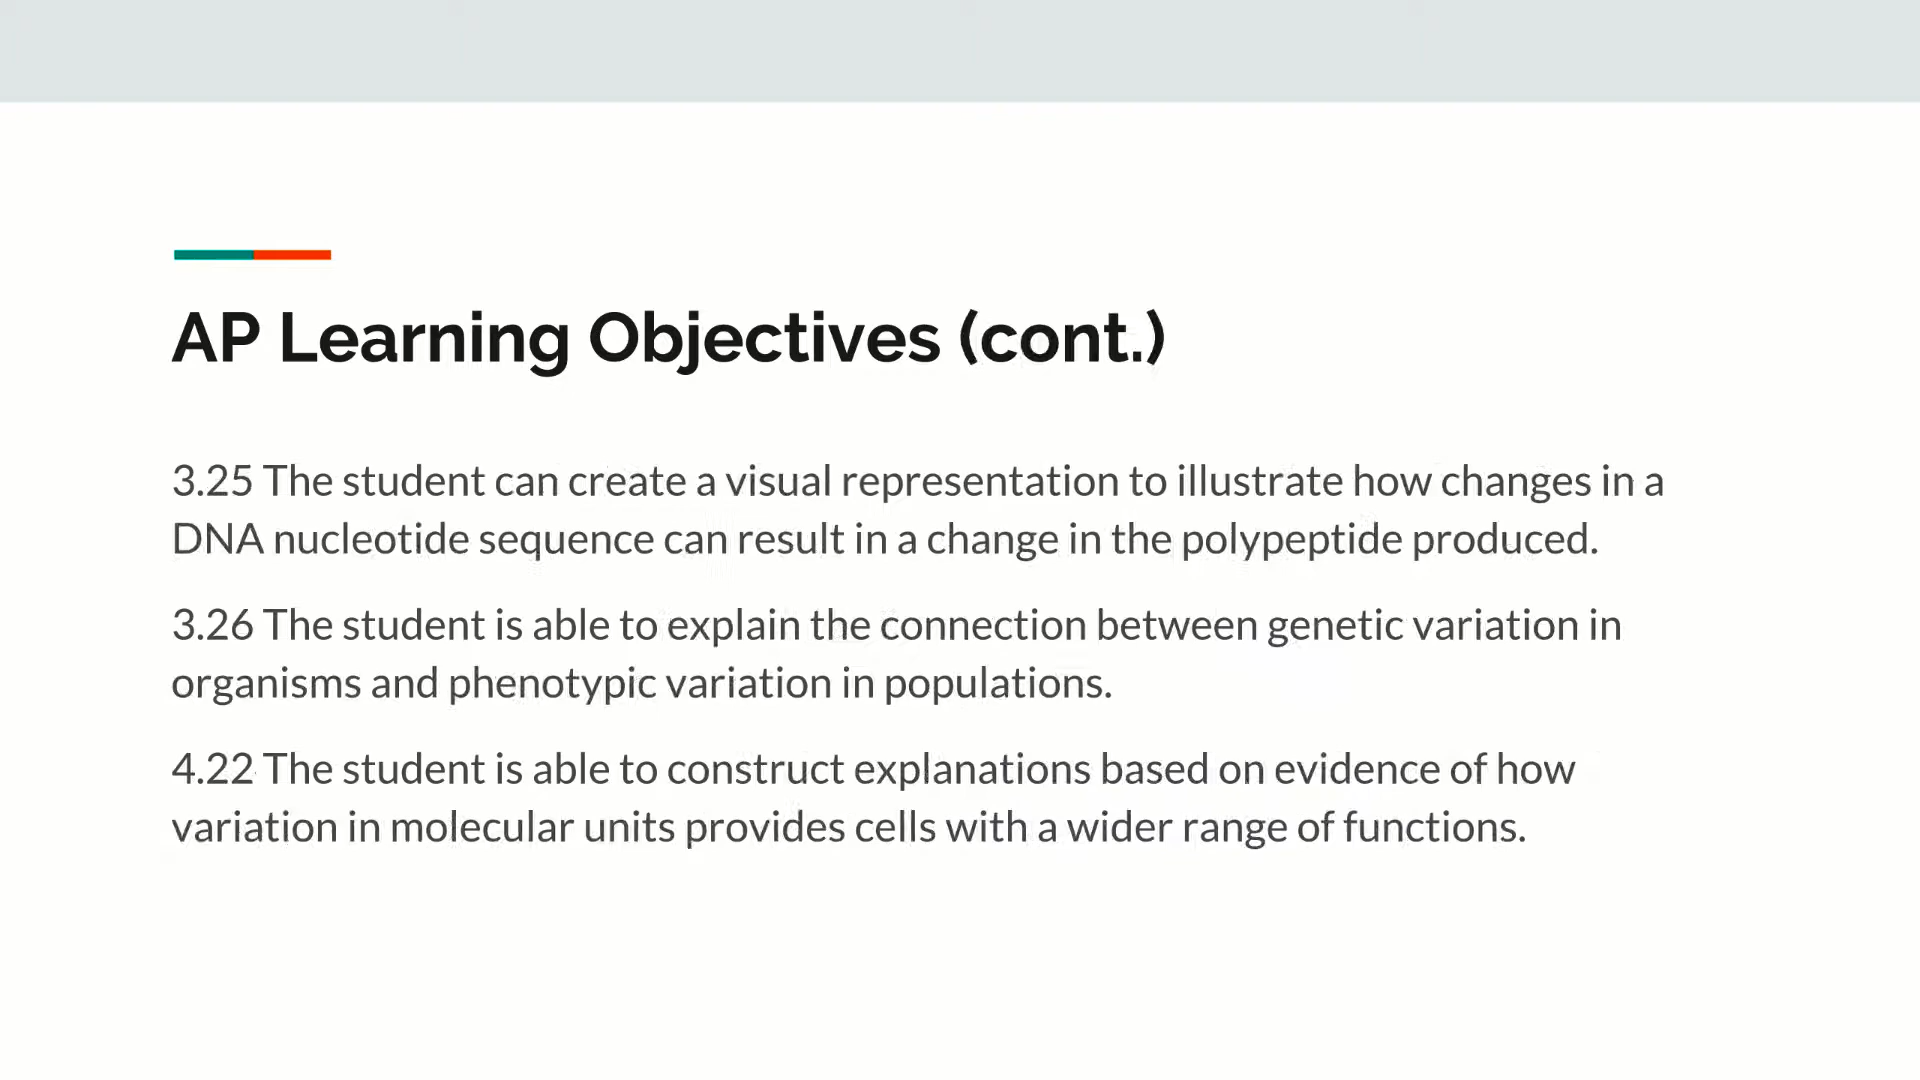 AP Learning Objectives (cont.)
3.25 The student can create a visual representation to illustrate how changes in a
DNA nucleotide sequence can result in a change in the polypeptide produced.
3.26 The student is able to explain the connection between genetic variation in
organisms and phenotypic variation in populations.
4.22 The student is able to construct explanations based on evidence of how
variation in molecular units provides cells with a wider range of functions.